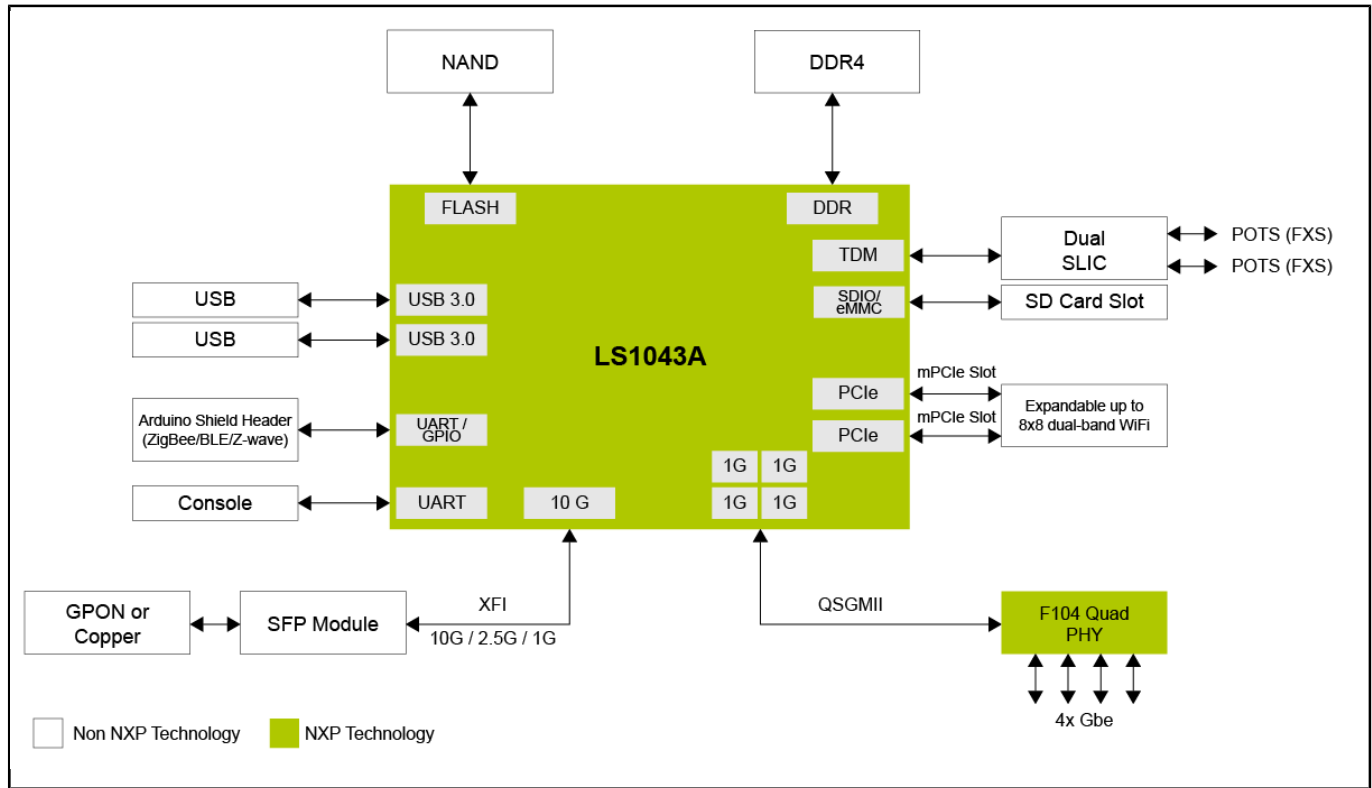 NAND
DDR4
FLASH
DDR
TDM
Dual
SLIC
POTS (FXS)
POTS (FXS)
USB
USB 3.0
SDIO/
eMMC
SD Card Slot
USB
USB 3.0
LS1043A
mPCIe Slot
PCIe
mPCIe Slot
PCIe
Expandable up to
8x8 dual-band WiFi
Arduino Shield Header
(ZigBee/BLE/Z-wave)
UART /
GPIO
1G 1G
1G 1G
Console
UART
10 G
GPON or
Copper
SFP Module
XFI
10G / 2.5G / 1G
QSGMII
F104 Quad
PHY
4x Gbe
Non NXP Technology
NXP Technology